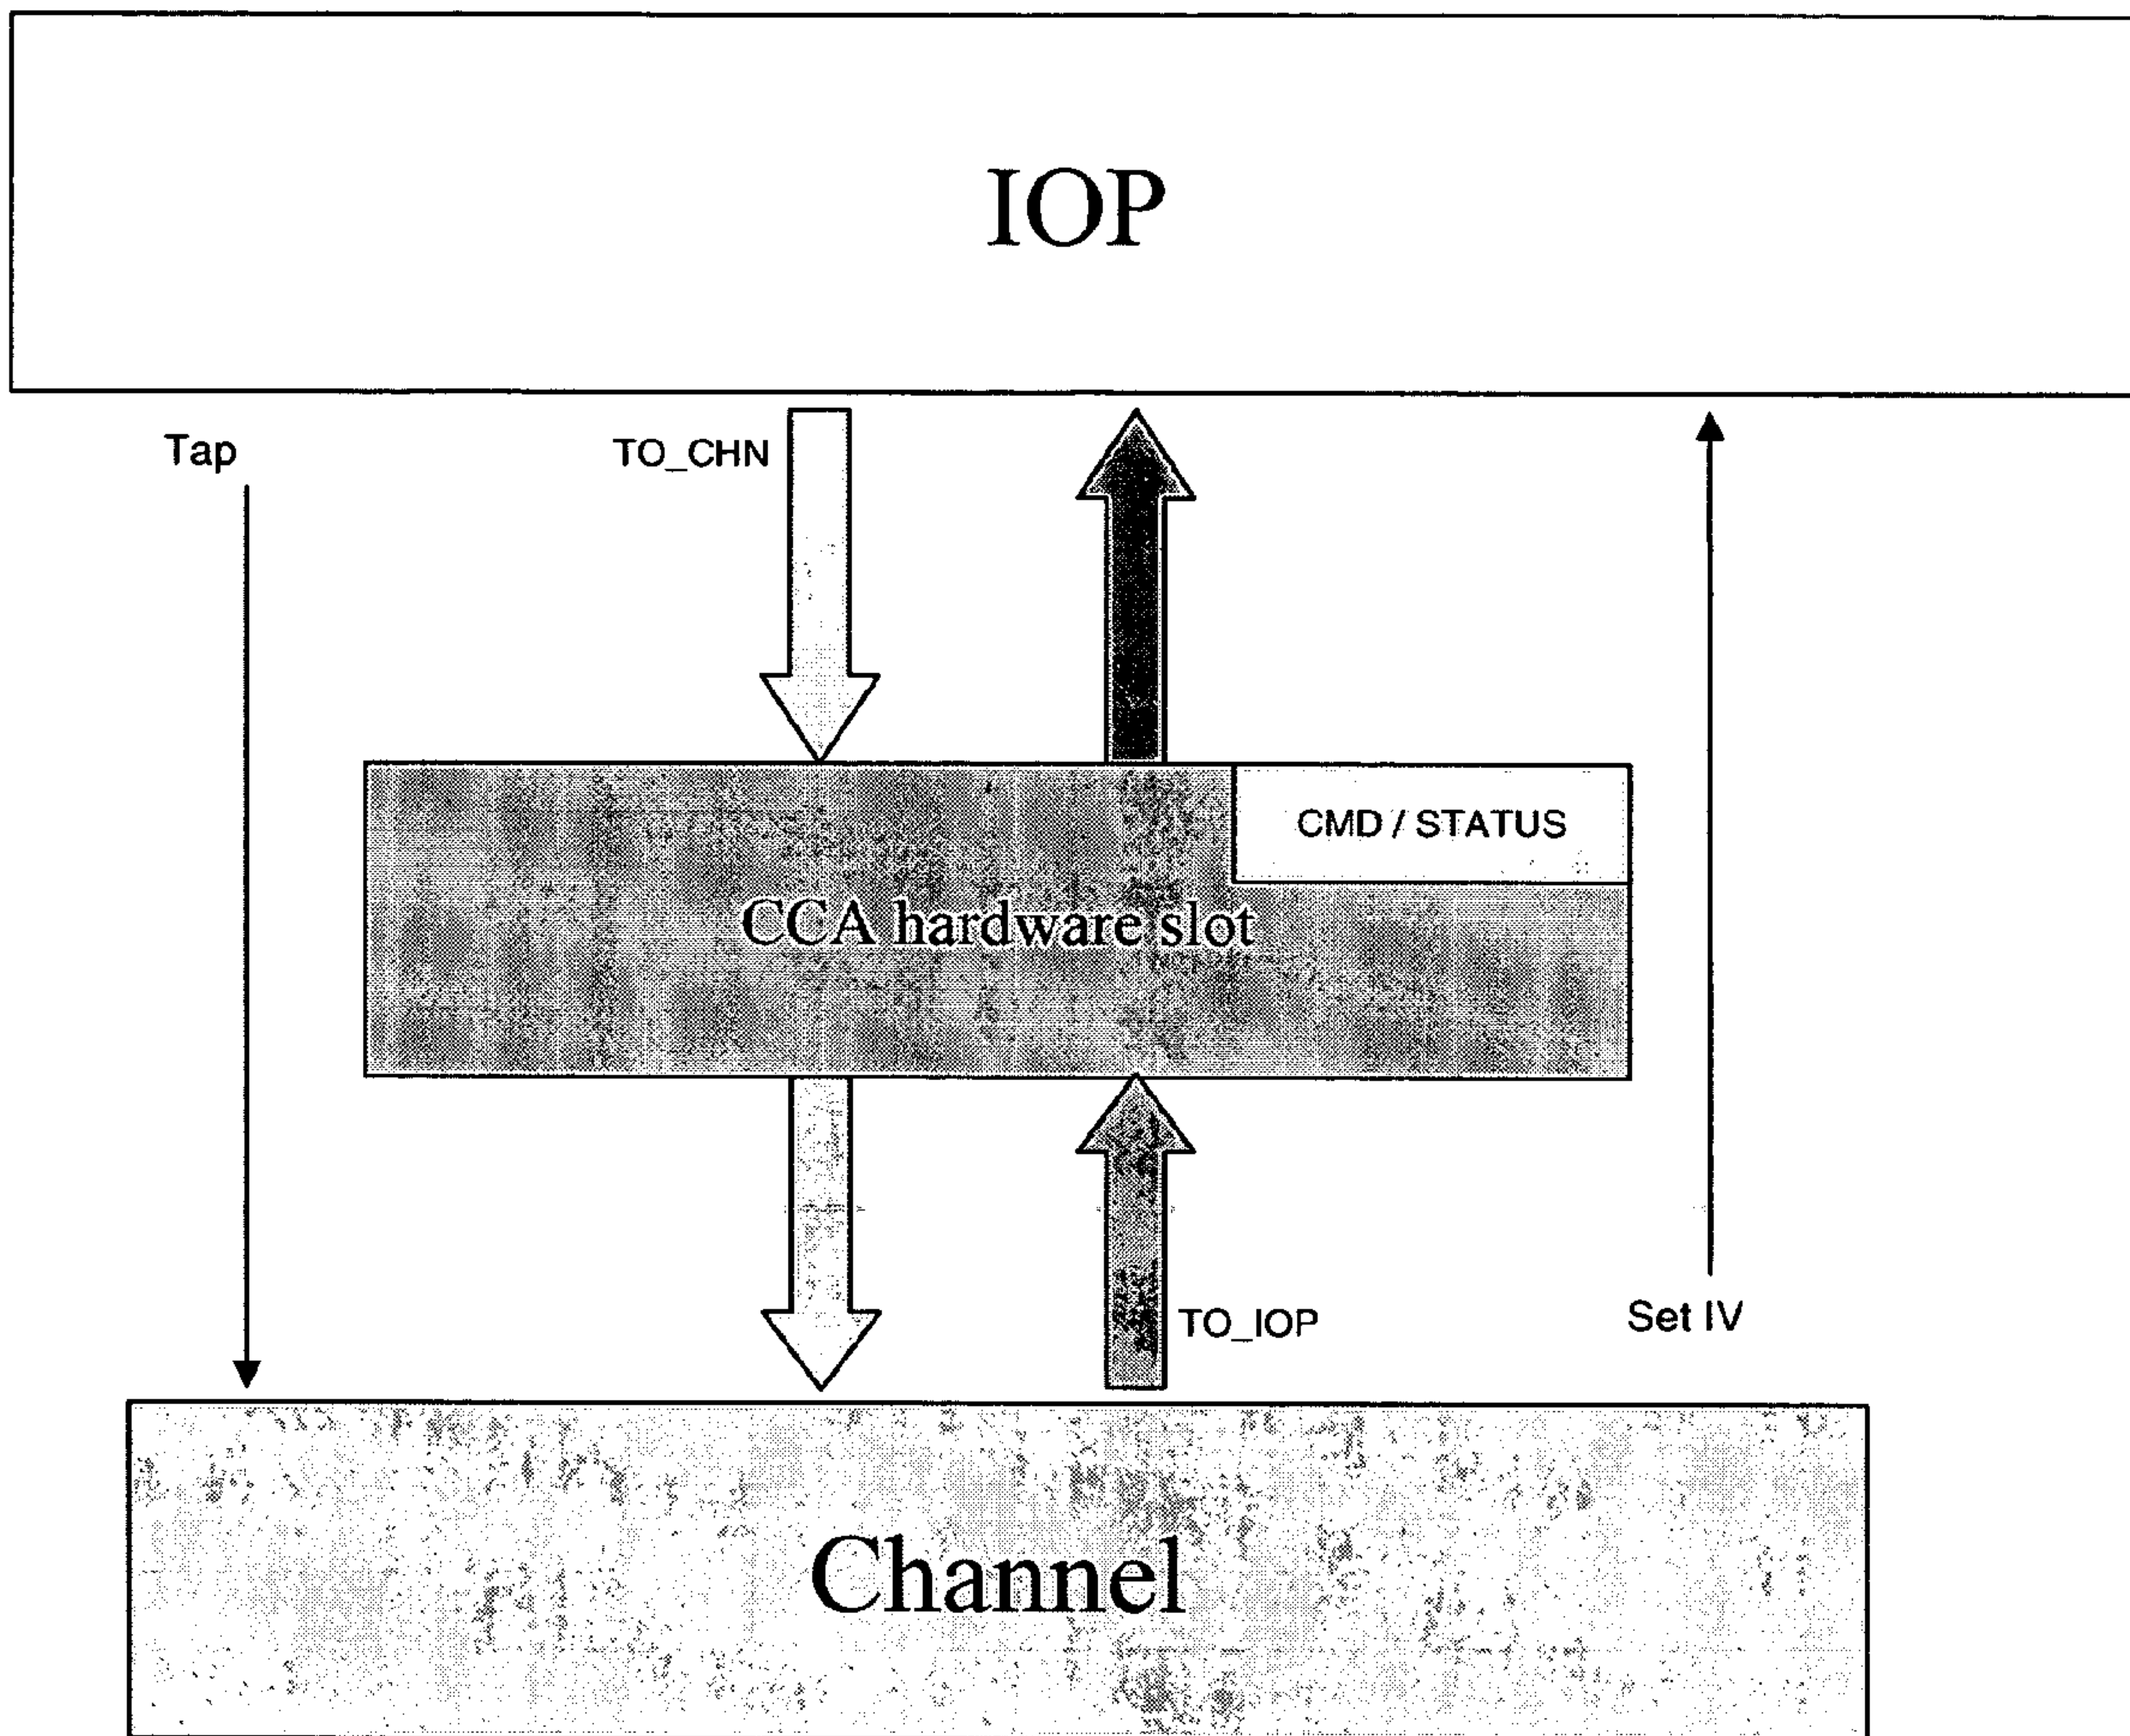 IOP
Tap
TO_CHN
CMD / STATUS
CCA hardware slot
TO_IOP
Set IV
Channel